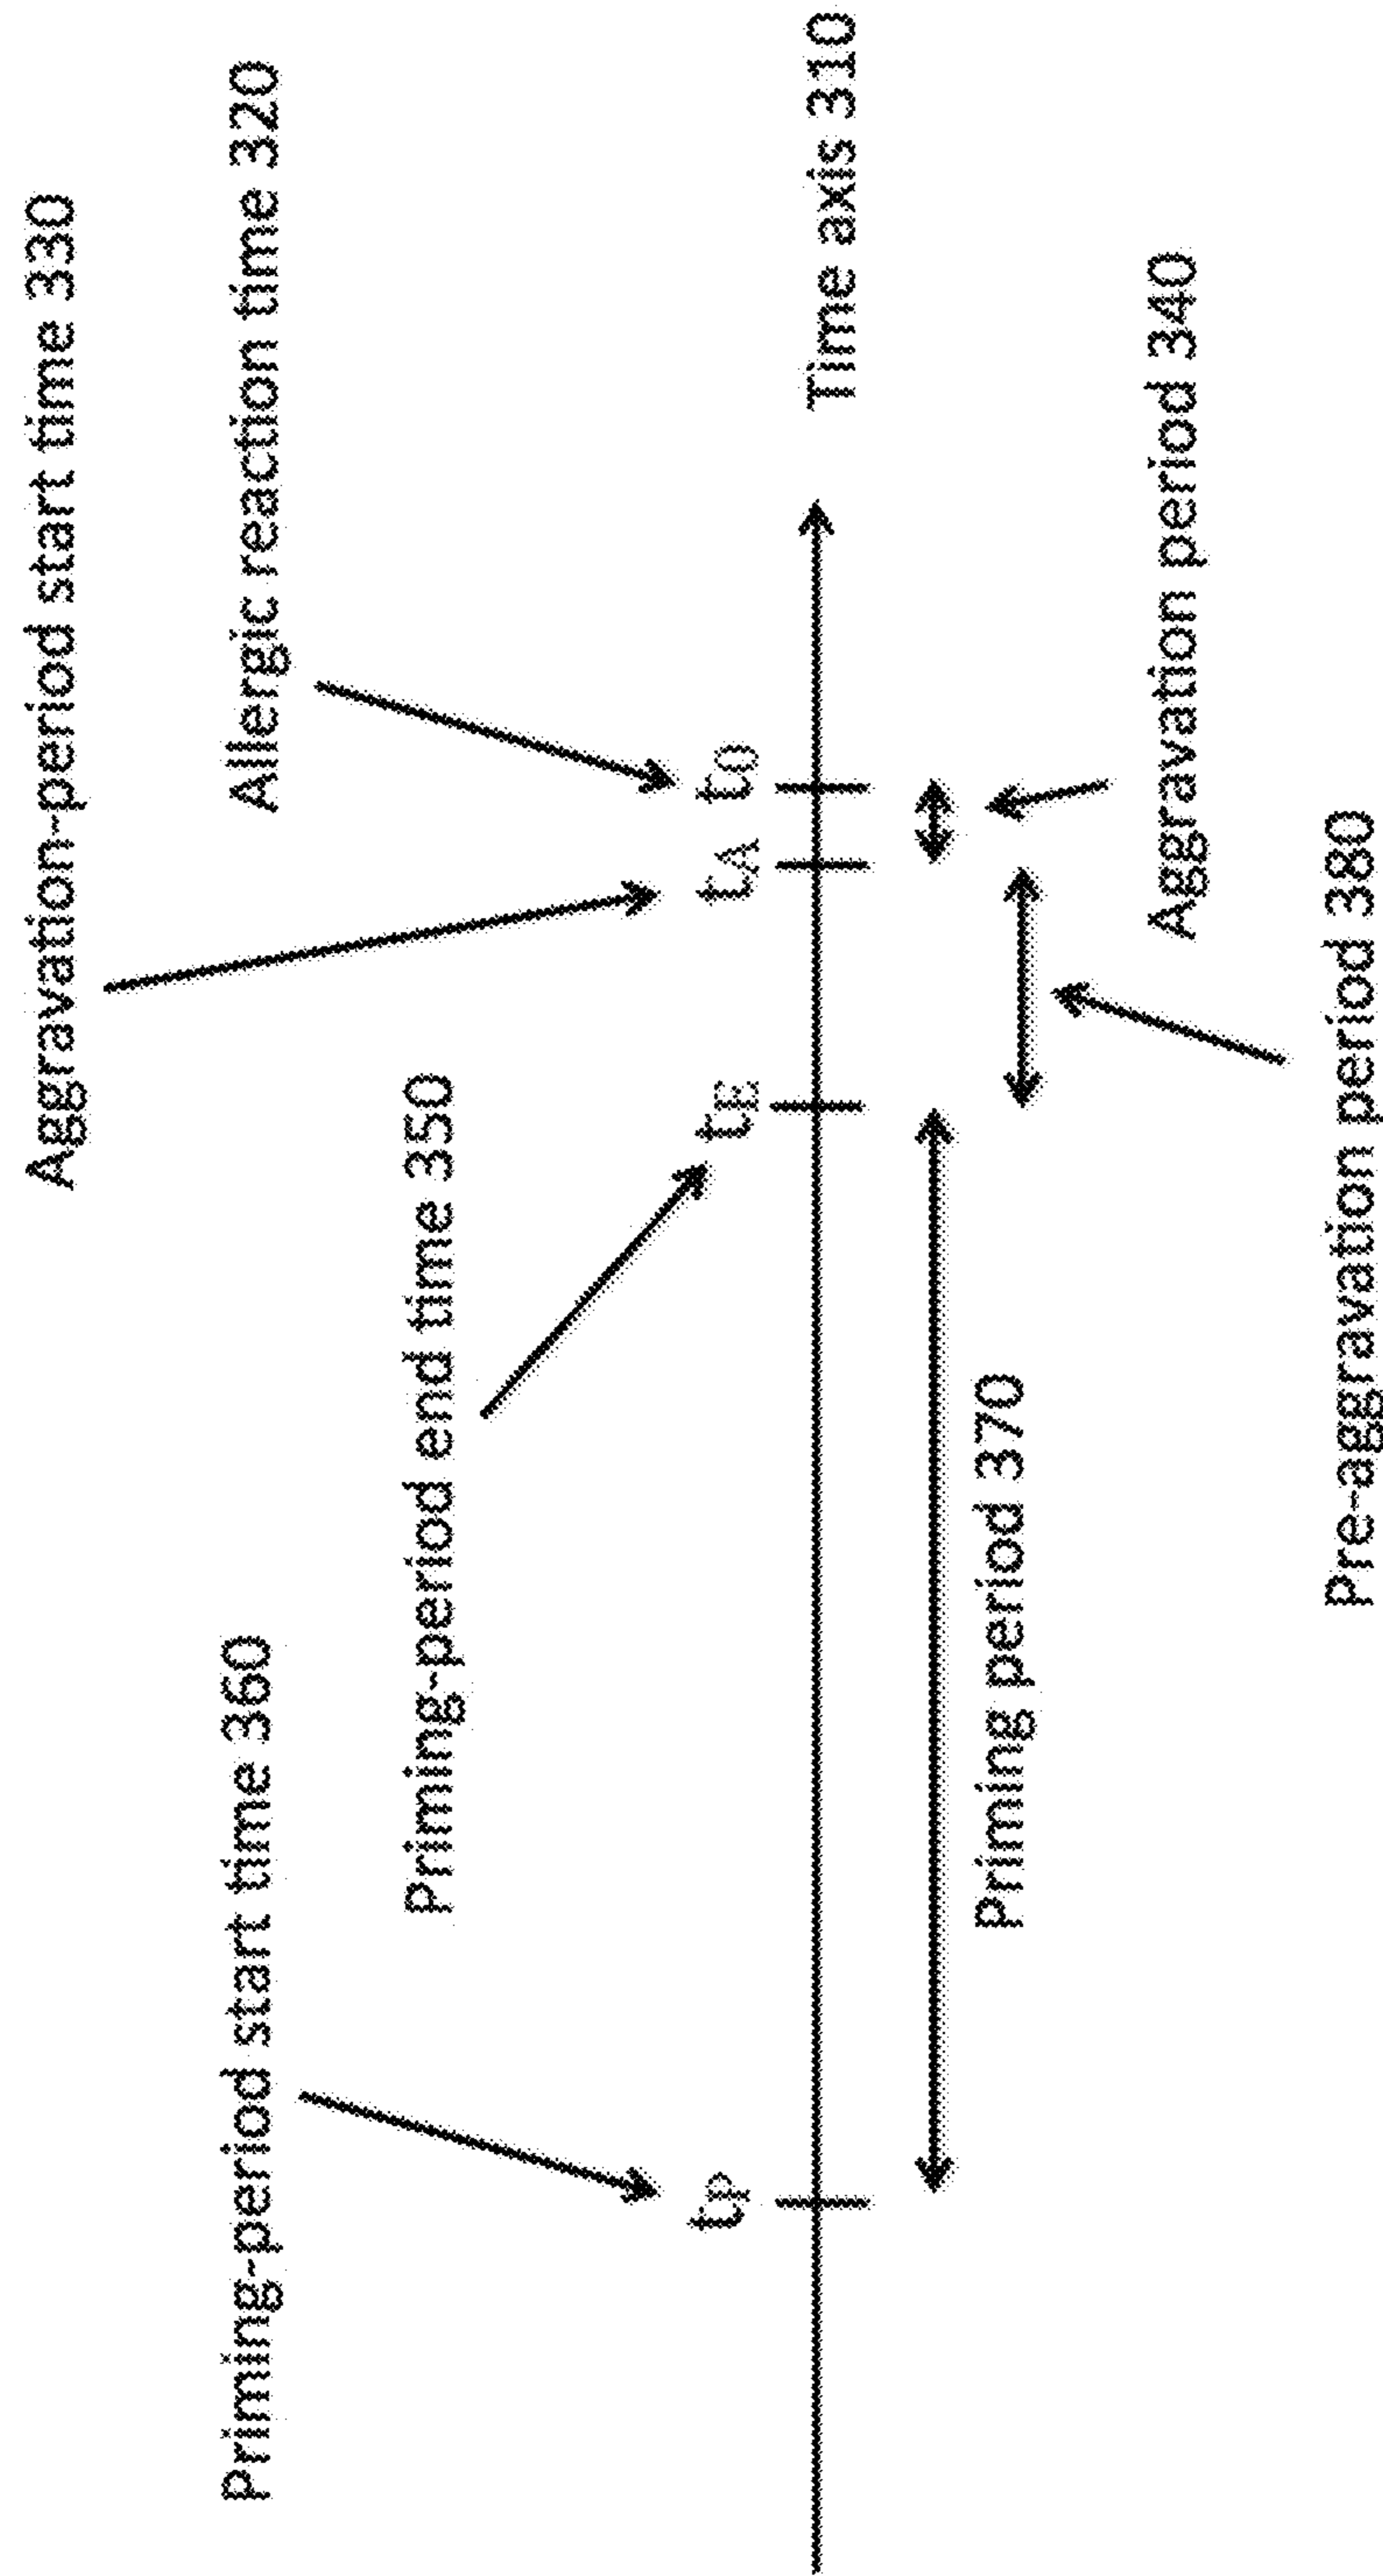 Aggravation-period start time 330
Priming-period start time 360
Allergic reaction time 320
Priming-period end time 350
tP
tE
tA
t0
Time axis 310
Priming period 370
Aggravation period 340
Pre-aggravation period 380